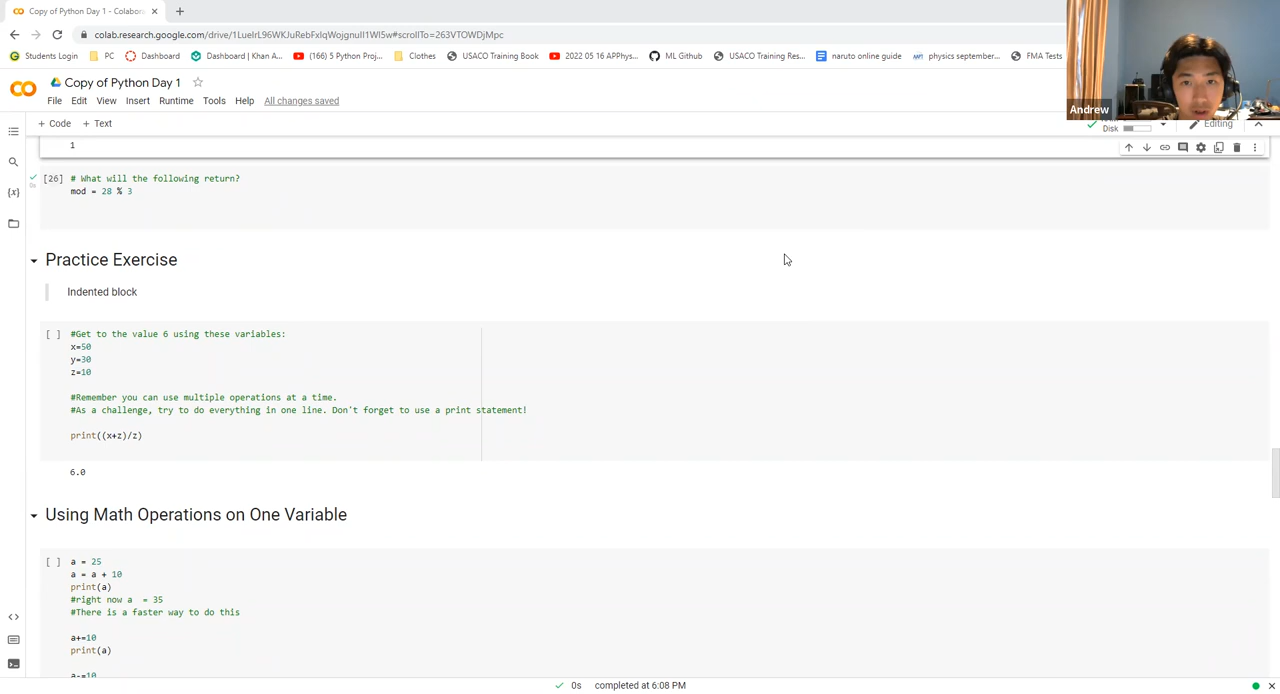 Copy of Python Day 1 - Colabora
colab.research.google.com/drive/1LueIrL96WKJuRebFxlqWojgnuII1Wl5w#scrollTo=263VTOWDjMpc
Students Login
PC
Dashboard
Dashboard | Khan A...
(166) 5 Python Proj...
Clothes
USACO Training Book
2022 05 16 APPhys...
ML Github
USACO Training Res...
naruto online guide
physics september...
FMA Tests
Copy of Python Day 1
File Edit View Insert Runtime Tools Help All changes saved
Andrew
+ Code + Text
Disk
Editing
1
[26] # What will the following return?
0s
mod = 28 % 3
{x}
Practice Exercise
Indented block
[ ] #Get to the value 6 using these variables:
x=50
y=30
z=10
#Remember you can use multiple operations at a time.
#As a challenge, try to do everything in one line. Don't forget to use a print statement!
print((x+z)/z)
6.0
Using Math Operations on One Variable
[ ] a = 25
a = a + 10
print(a)
#right now a  = 35
#There is a faster way to do this
a+=10
print(a)
a-=10
0s completed at 6:08 PM